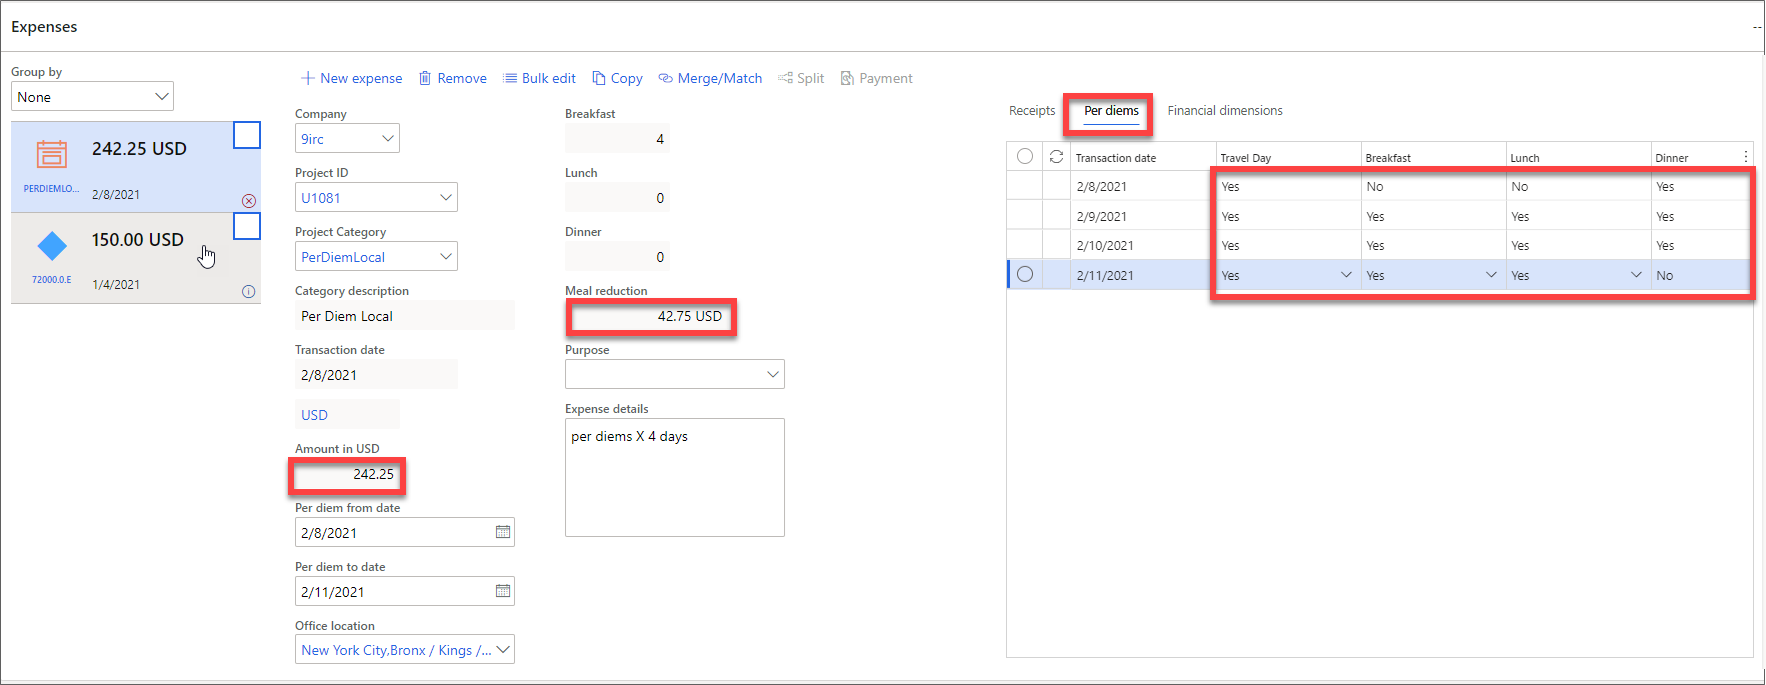 Expenses
Group by
None
242.25 USD
PERDIEMLO...
2/8/2021
150.00 USD
72000.0.E
1/4/2021
New expense
Remove
Bulk edit
Copy
Merge/Match
Split
Payment
Company
9irc
Project ID
U1081
Project Category
PerDiemLocal
Category description
Per Diem Local
Transaction date
2/8/2021
USD
Amount in USD
242.25
Per diem from date
2/8/2021
Per diem to date
2/11/2021
Office location
New York City,Bronx / Kings /...
Breakfast
4
Lunch
0
Dinner
0
Meal reduction
42.75 USD
Purpose
Expense details
per diems X 4 days
Receipts
Per diems
Financial dimensions
Transaction date Travel Day Breakfast Lunch Dinner
2/8/2021 Yes No No Yes
2/9/2021 Yes Yes Yes Yes
2/10/2021 Yes Yes Yes Yes
2/11/2021 Yes Yes Yes No